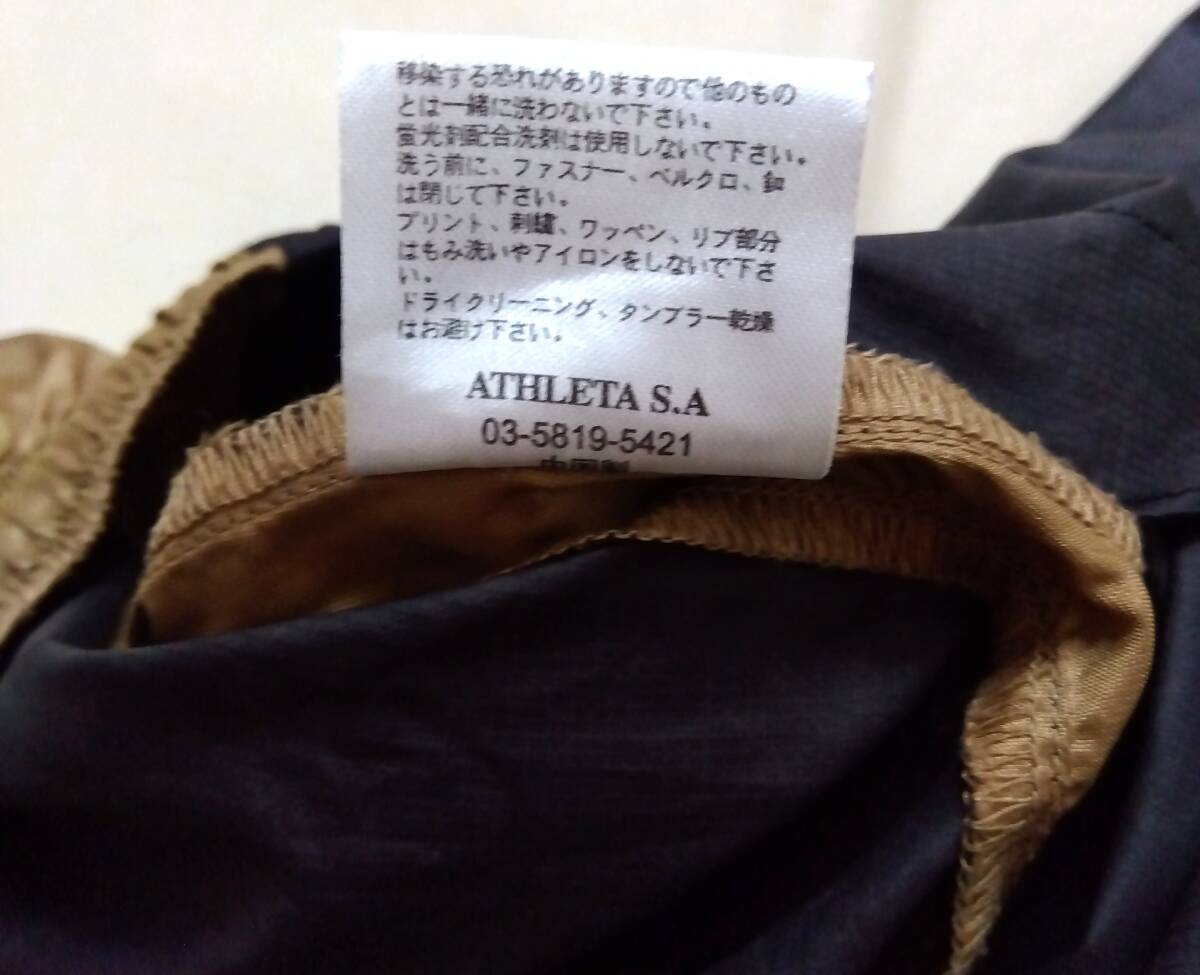 移染する恐れがありますので他のもの
とは一緒に洗わないで下さい。
蛍光剤配合洗剤は使用しないで下さい。
洗う前に、ファスナー、ベルクロ、釦
は閉じて下さい。
プリント、刺繍、ワッペン、リブ部分
はもみ洗いやアイロンをしないで下さ
い。
ドライクリーニング、タンブラー乾燥
はお避け下さい。
ATHLETA S.A
03-5819-5421
中国製